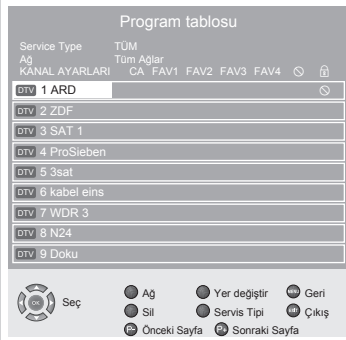 Program tablosu
Service Type TÜM
Ağ Tüm Ağlar
KANAL AYARLARI CA FAV1 FAV2 FAV3 FAV4
DTV 1 ARD
DTV 2 ZDF
DTV 3 SAT 1
DTV 4 ProSieben
DTV 5 3sat
DTV 6 kabel eins
DTV 7 WDR 3
DTV 8 N24
DTV 9 Doku
OK Seç Ağ Yer değiştir MENU Geri
Sil Servis Tipi EXIT Çıkış
P- Önceki Sayfa P+ Sonraki Sayfa